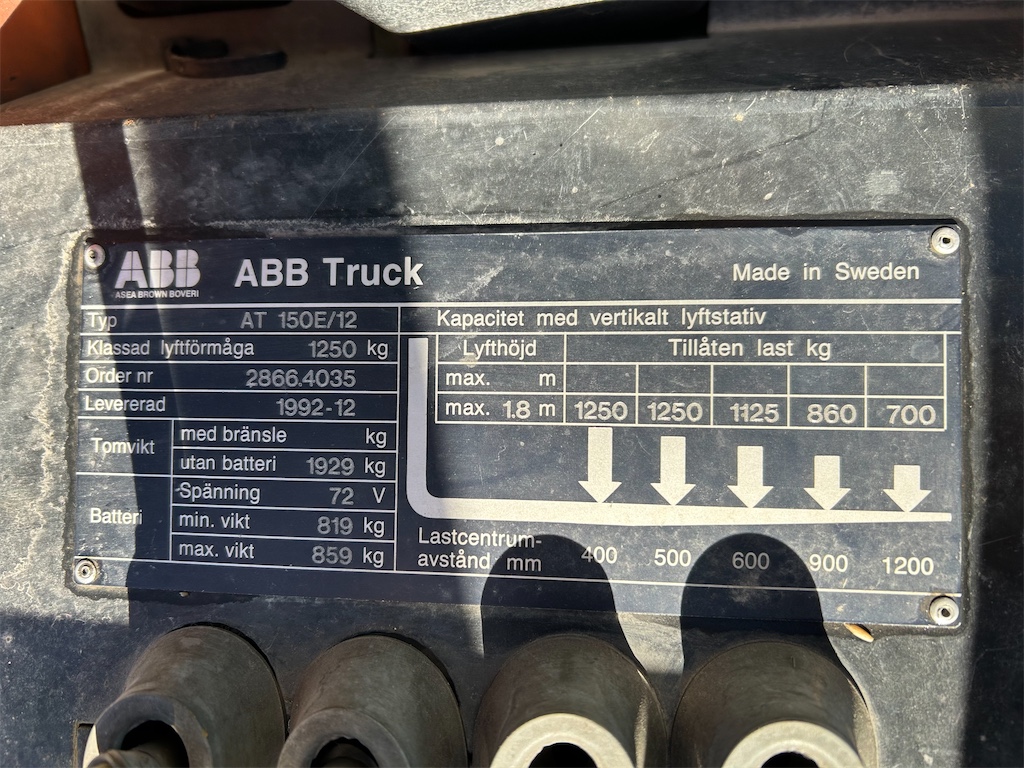 ABB ABB Truck Made in Sweden
ASEA BROWN BOVERI
Typ AT 150E/12
Klassad lyftförmåga 1250 kg
Order nr 2866.4035
Levererad 1992-12
Tomvikt
med bränsle kg
utan batteri 1929 kg
Batteri
Spänning 72 V
min. vikt 819 kg
max. vikt 859 kg
Kapacitet med vertikalt lyftstativ
Lyfthöjd Tillåten last kg
max. m
max. 1.8 m 1250 1250 1125 860 700
Lastcentrum-
avstånd mm 400 500 600 900 1200